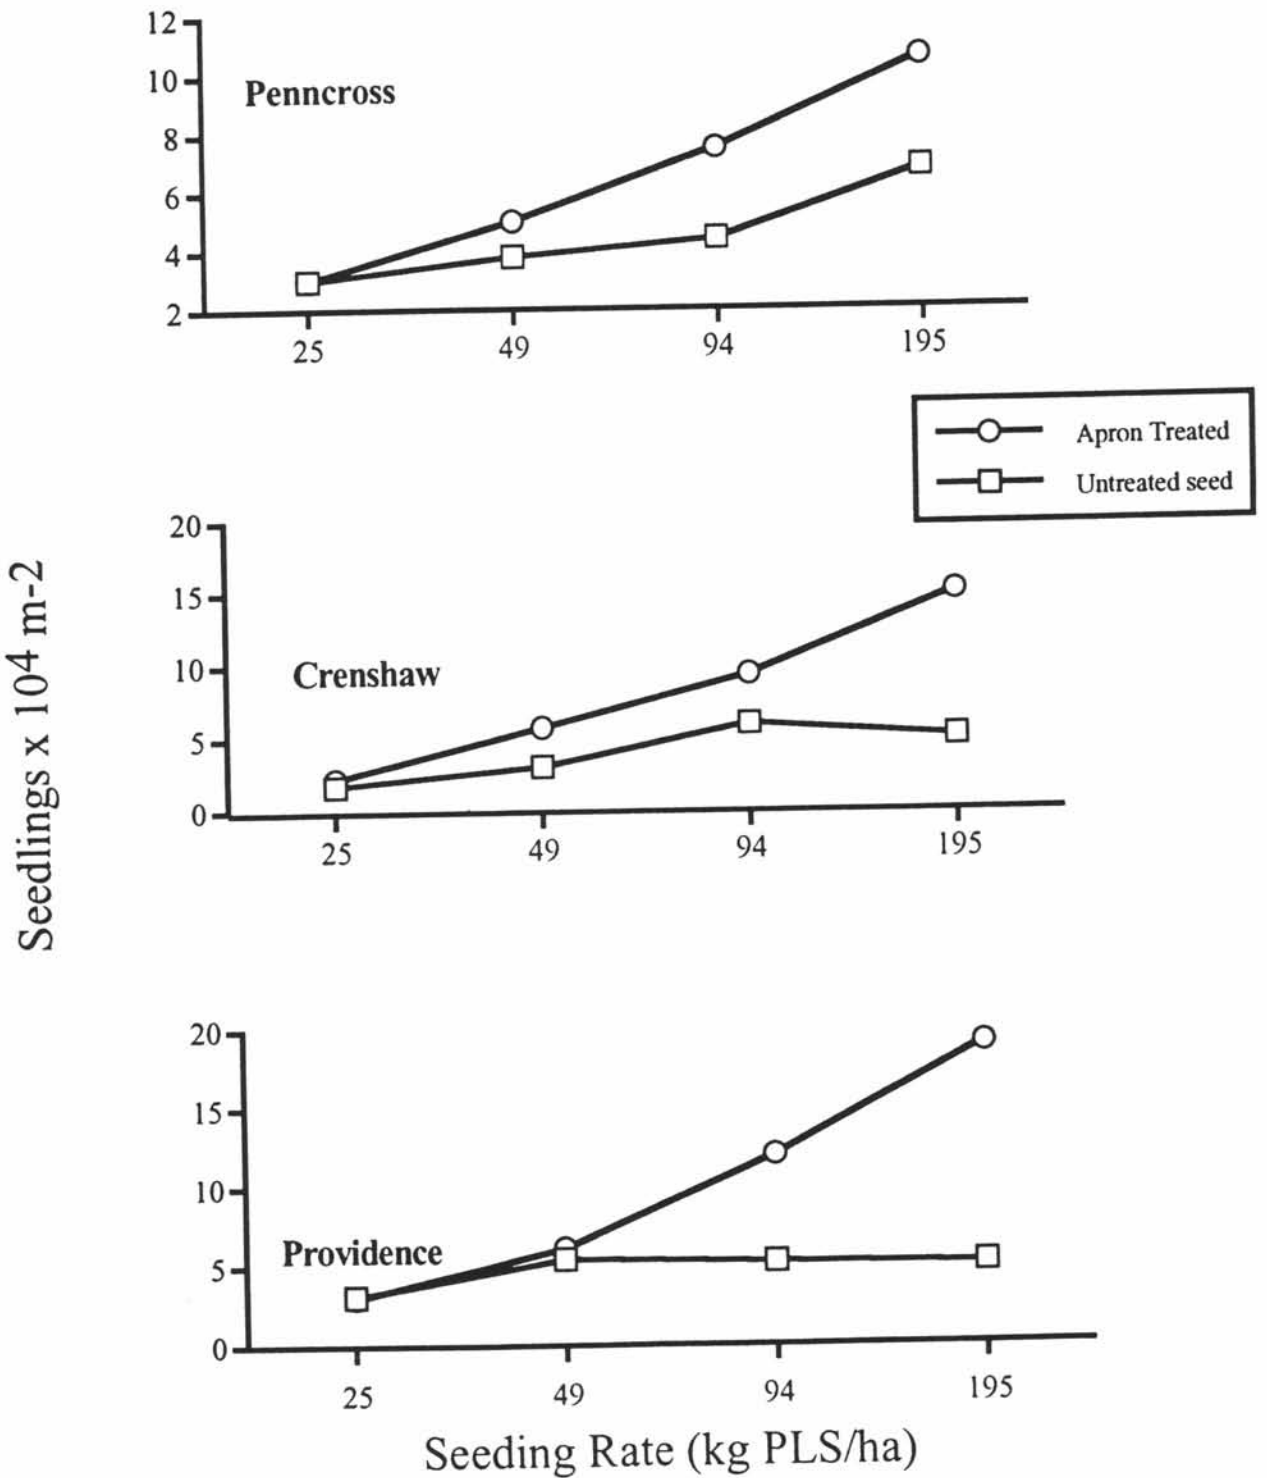 12
10
8
6
4
2
Penncross
25 49 94 195
Apron Treated
Untreated seed
Seedlings x 10⁴ m-2
20
15
10
5
0
Crenshaw
25 49 94 195
20
15
10
5
0
Providence
25 49 94 195
Seeding Rate (kg PLS/ha)